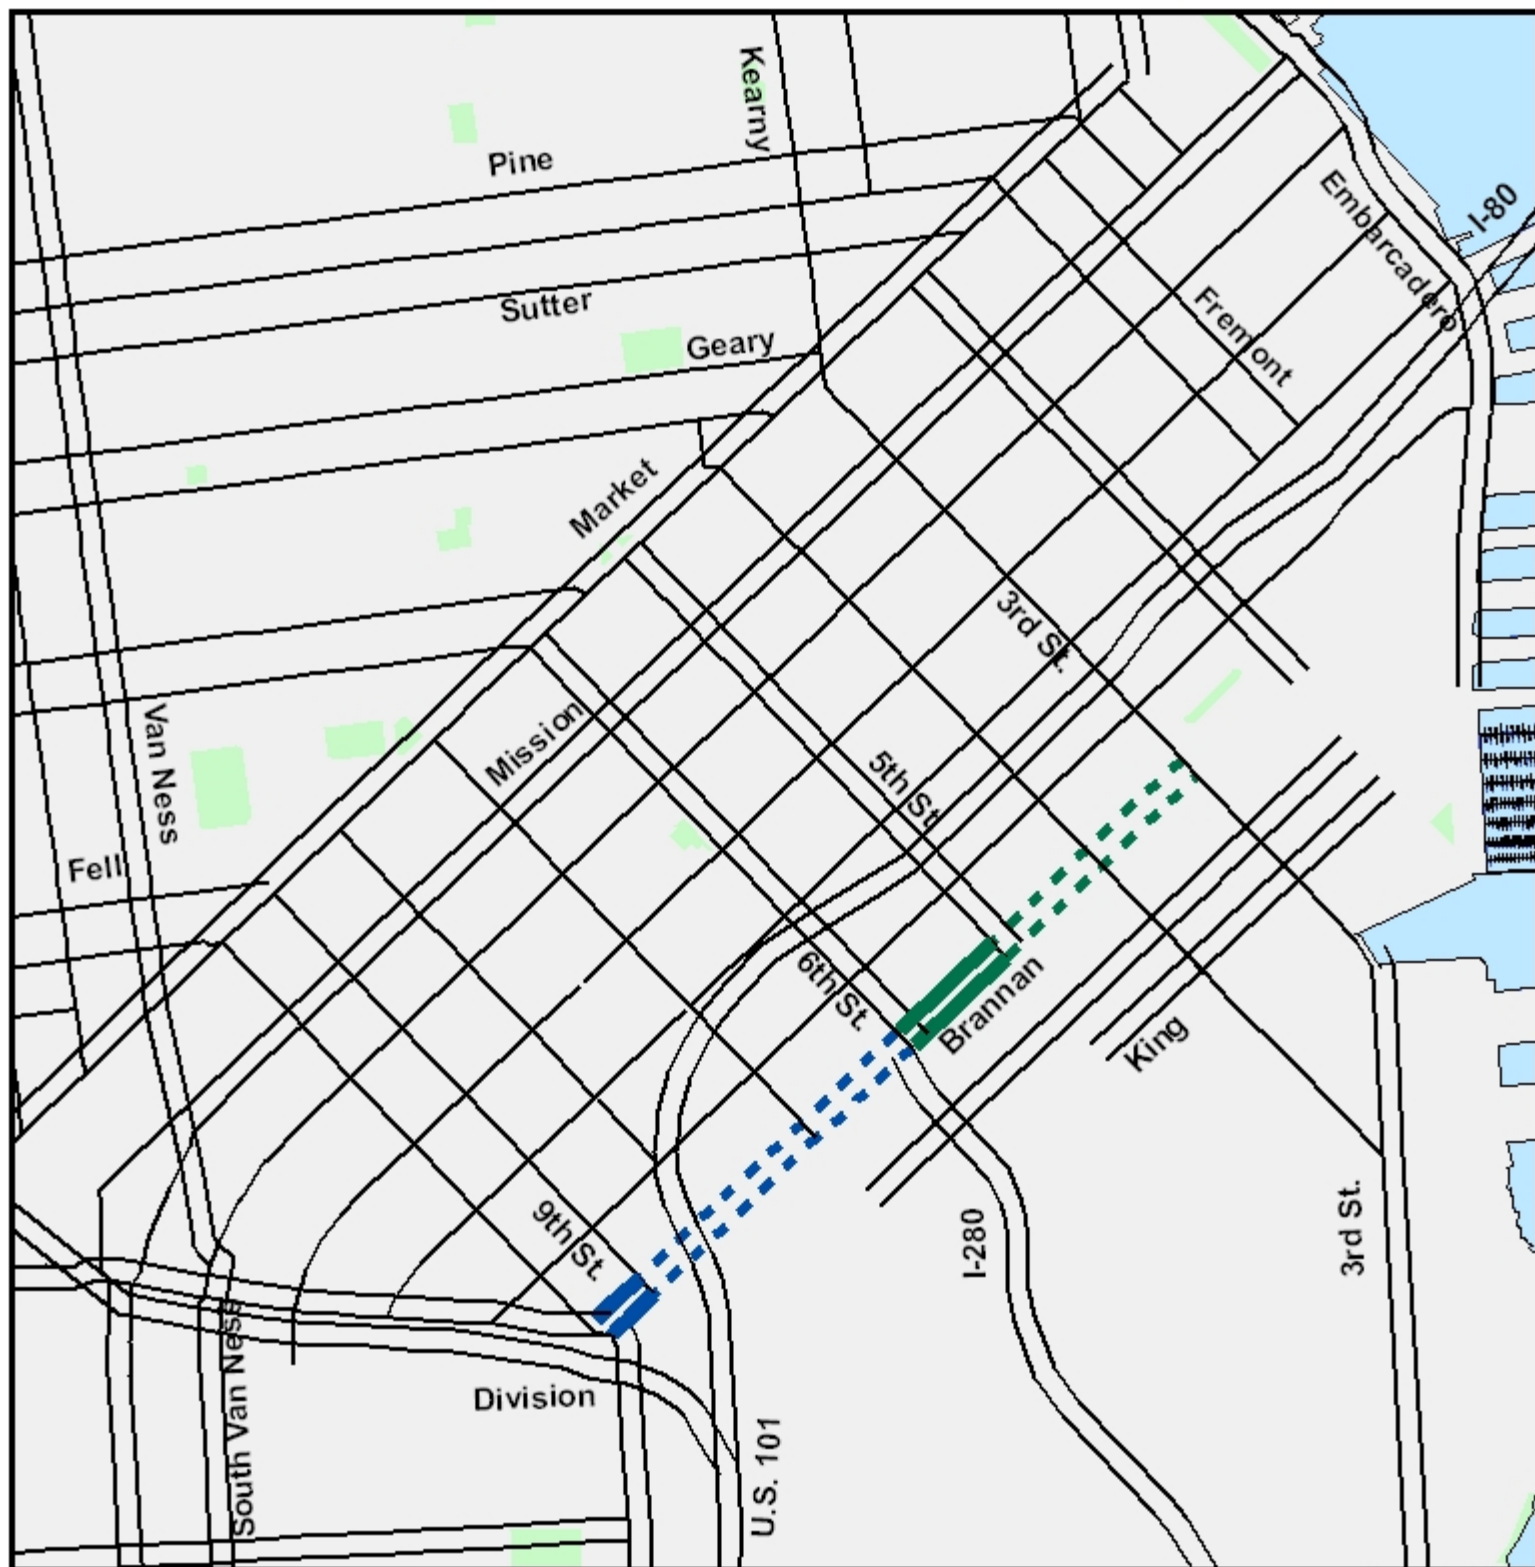 Kearny
Pine
I-80
Embarcadero
Sutter
Geary
Fremont
Market
3rd St.
Van Ness
Mission
5th St.
Fell
6th St.
Brannan
King
9th St.
I-280
3rd St.
South Van Ness
Division
U.S. 101